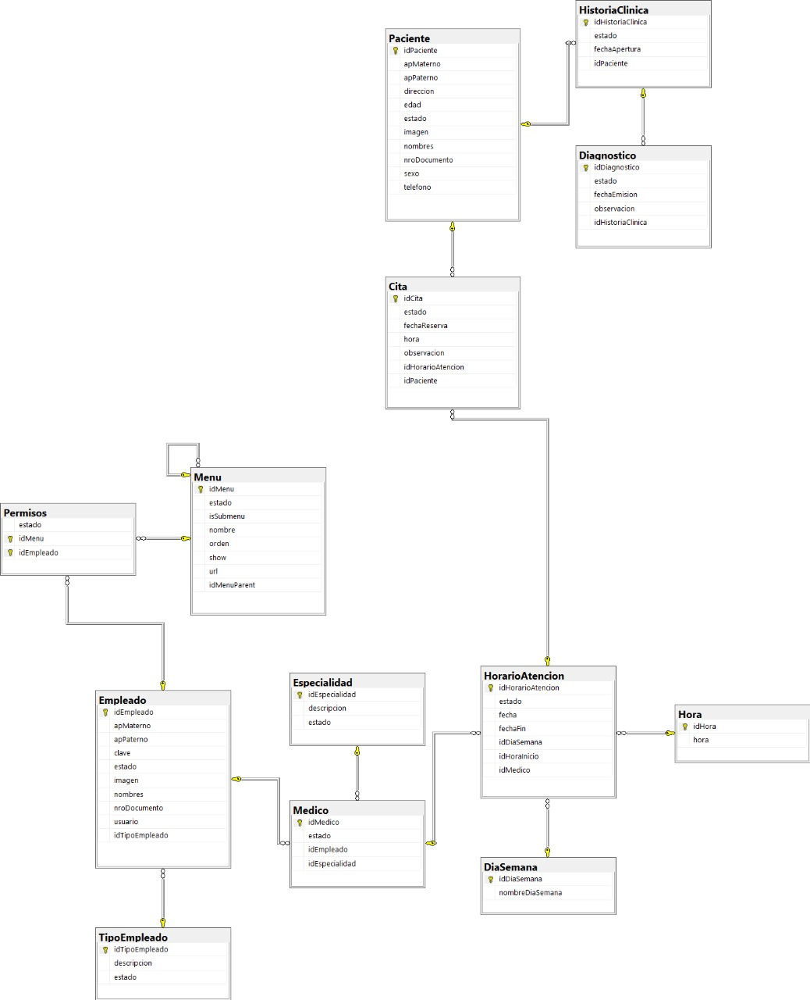 HistoriaClinica
idHistoriaClinica
estado
fechaApertura
idPaciente
Paciente
idPaciente
apMaterno
apPaterno
direccion
edad
estado
imagen
nombres
nroDocumento
sexo
telefono
Diagnostico
idDiagnostico
estado
fechaEmision
observacion
idHistoriaClinica
Cita
idCita
estado
fechaReserva
hora
observacion
idHorarioAtencion
idPaciente
Menu
idMenu
estado
isSubmenu
nombre
orden
show
url
idMenuParent
Permisos
estado
idMenu
idEmpleado
Empleado
idEmpleado
apMaterno
apPaterno
clave
estado
imagen
nombres
nroDocumento
usuario
idTipoEmpleado
Especialidad
idEspecialidad
descripcion
estado
HorarioAtencion
idHorarioAtencion
estado
fecha
fechaFin
idDiaSemana
idHoraInicio
idMedico
Hora
idHora
hora
Medico
idMedico
estado
idEmpleado
idEspecialidad
DiaSemana
idDiaSemana
nombreDiaSemana
TipoEmpleado
idTipoEmpleado
descripcion
estado